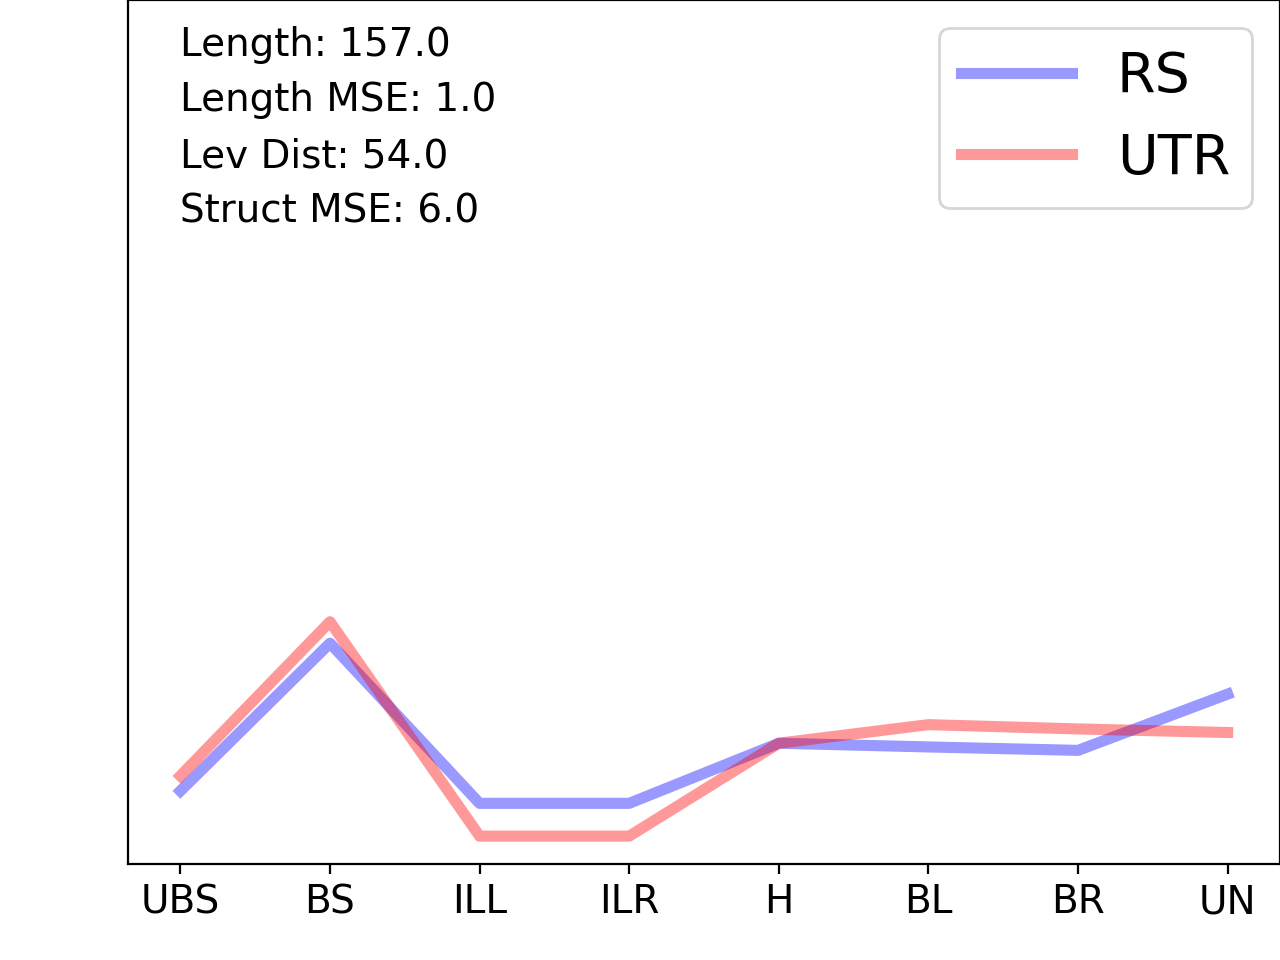 Length: 157.0
Length MSE: 1.0
Lev Dist: 54.0
Struct MSE: 6.0
RS
UTR
UBS BS ILL ILR H BL BR UN